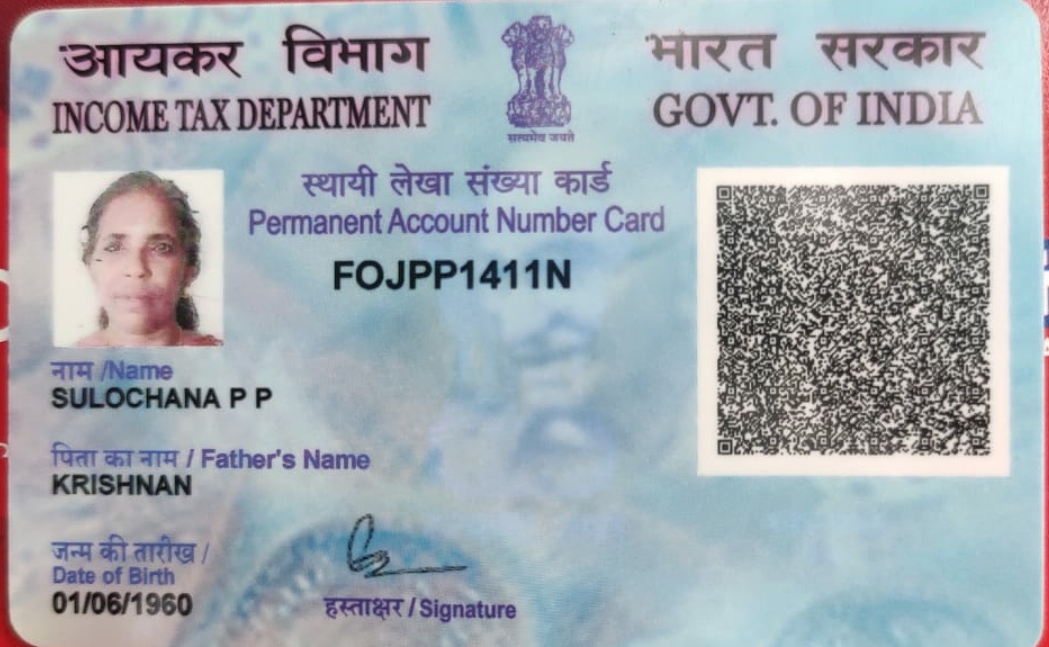 आयकर विभाग
INCOME TAX DEPARTMENT
सत्यमेव जयते
भारत सरकार
GOVT. OF INDIA
स्थायी लेखा संख्या कार्ड
Permanent Account Number Card
FOJPP1411N
नाम /Name
SULOCHANA P P
पिता का नाम / Father's Name
KRISHNAN
जन्म की तारीख /
Date of Birth
01/06/1960
हस्ताक्षर / Signature